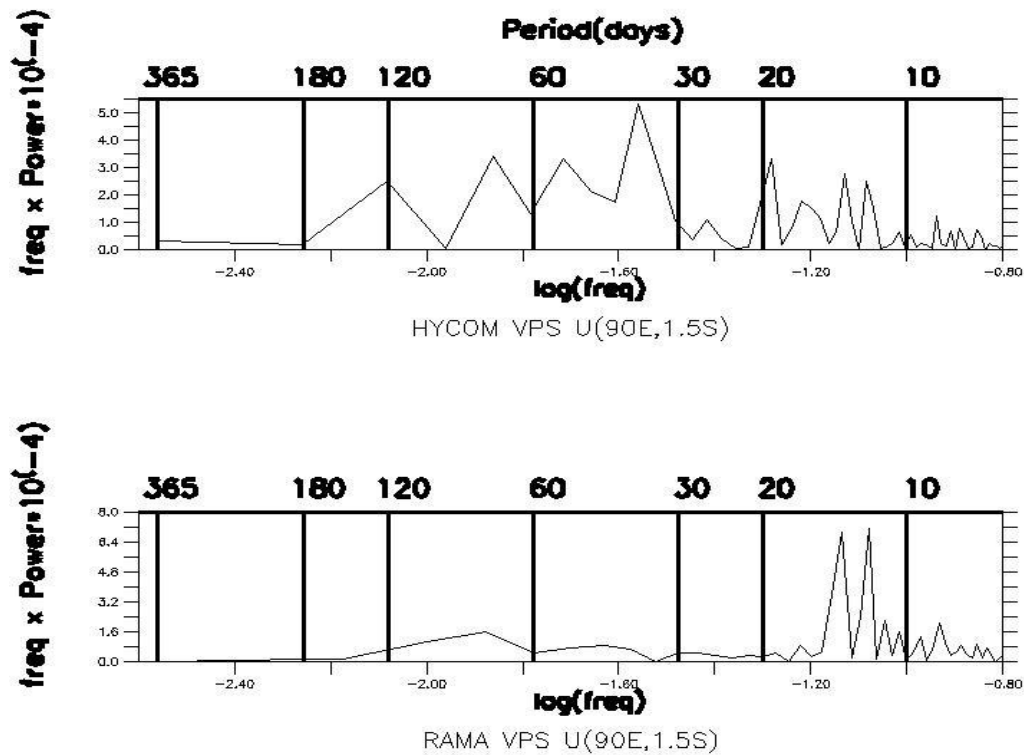 Period(days)
365 180 120 60 30 20 10
freq x Power*10^(-4)
5.0
4.0
3.0
2.0
1.0
0.0
-2.40 -2.00 -1.60 -1.20 -0.80
log(freq)
HYCOM VPS U(90E,1.5S)
365 180 120 60 30 20 10
freq x Power*10^(-4)
8.0
6.4
4.8
3.2
1.6
0.0
-2.40 -2.00 -1.60 -1.20 -0.80
log(freq)
RAMA VPS U(90E,1.5S)